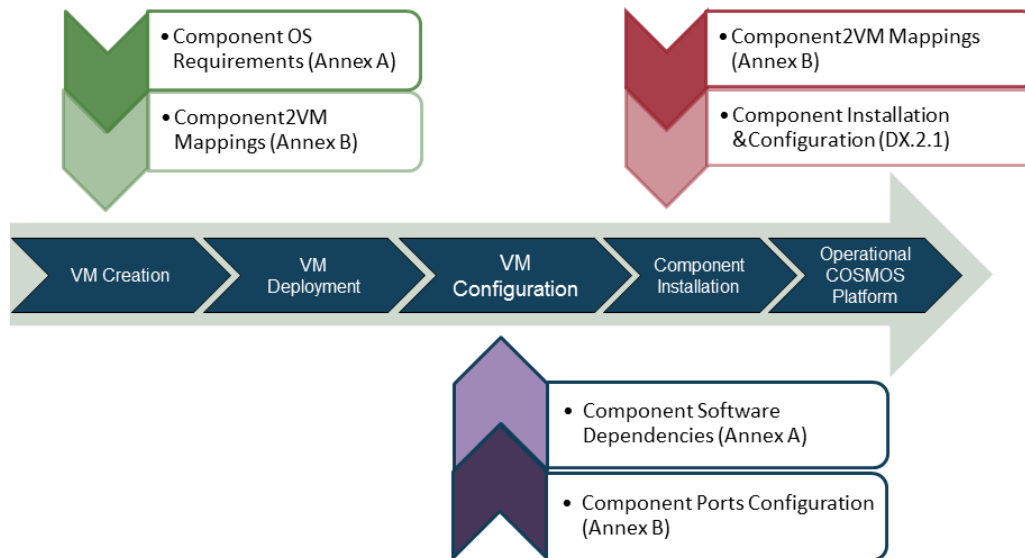 •Component OS
Requirements (Annex A)
•Component2VM
Mappings (Annex B)
•Component2VM Mappings
(Annex B)
•Component Installation
&Configuration (DX.2.1)
VM Creation
VM
Deployment
VM
Configuration
Component
Installation
Operational
COSMOS
Platform
• Component Software
Dependencies (Annex A)
• Component Ports Configuration
(Annex B)